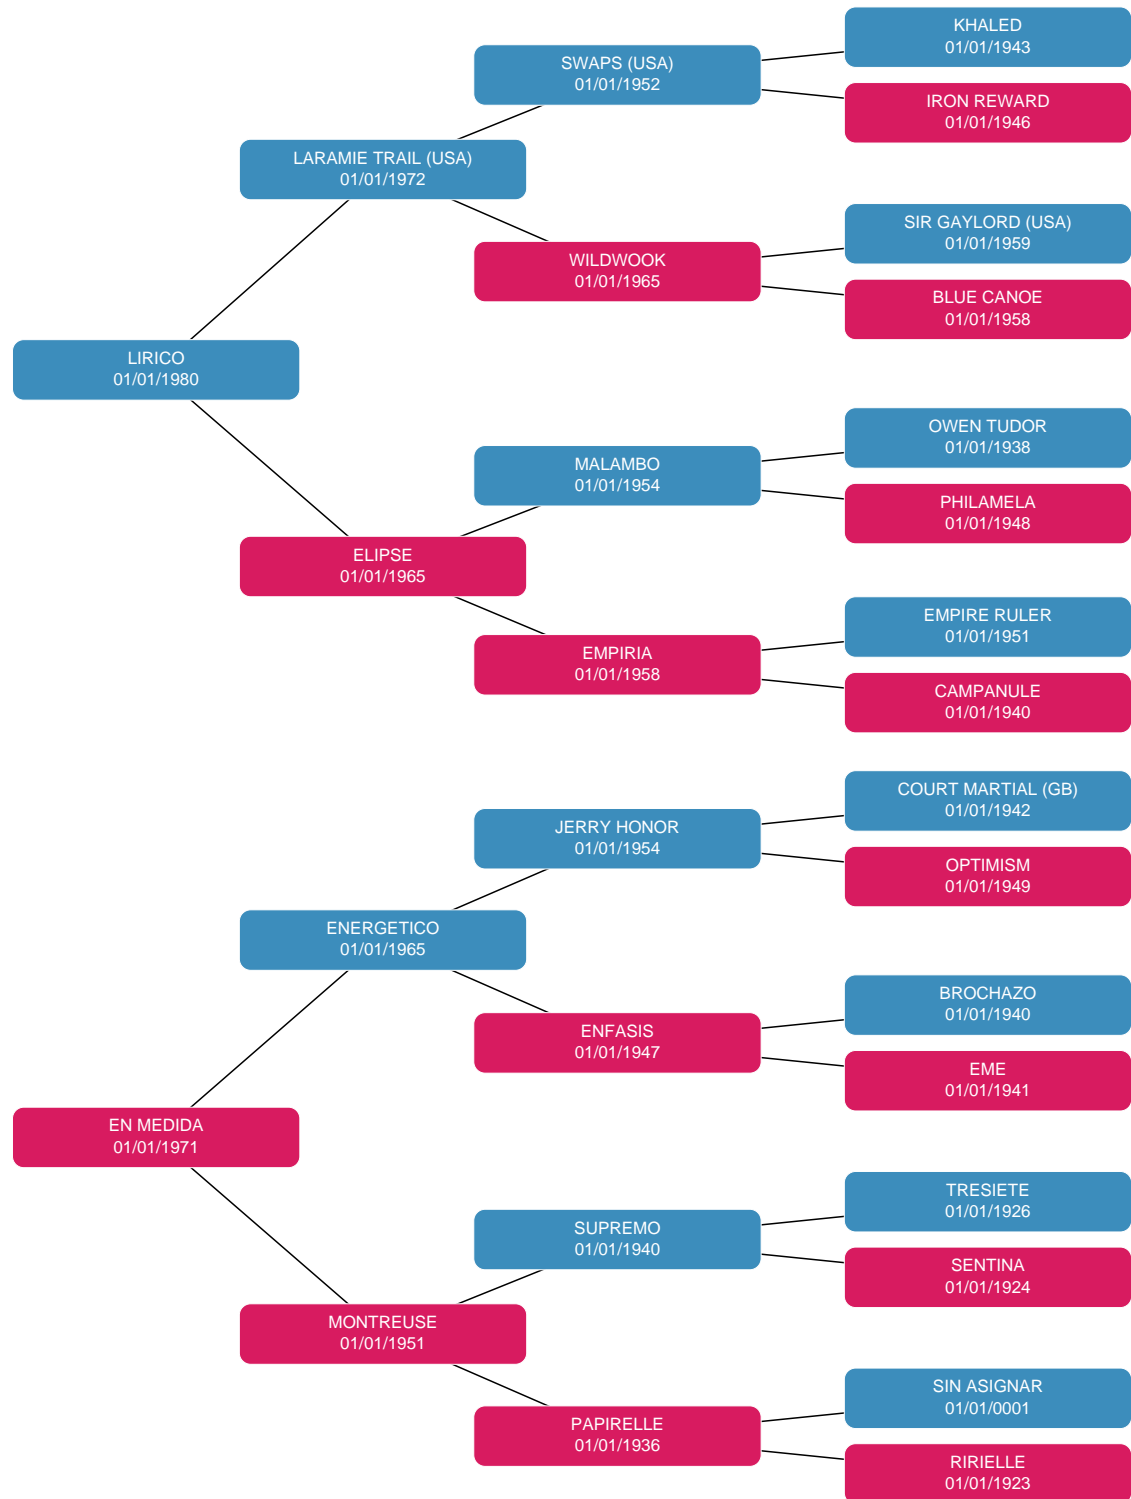 KHALED
01/01/1943
SWAPS (USA)
01/01/1952
IRON REWARD
01/01/1946
LARAMIE TRAIL (USA)
01/01/1972
SIR GAYLORD (USA)
01/01/1959
WILDWOOK
01/01/1965
BLUE CANOE
01/01/1958
LIRICO
01/01/1980
OWEN TUDOR
01/01/1938
MALAMBO
01/01/1954
PHILAMELA
01/01/1948
ELIPSE
01/01/1965
EMPIRE RULER
01/01/1951
EMPIRIA
01/01/1958
CAMPANULE
01/01/1940
COURT MARTIAL (GB)
01/01/1942
JERRY HONOR
01/01/1954
OPTIMISM
01/01/1949
ENERGETICO
01/01/1965
BROCHAZO
01/01/1940
ENFASIS
01/01/1947
EME
01/01/1941
EN MEDIDA
01/01/1971
TRESIETE
01/01/1926
SUPREMO
01/01/1940
SENTINA
01/01/1924
MONTREUSE
01/01/1951
SIN ASIGNAR
01/01/0001
PAPIRELLE
01/01/1936
RIRIELLE
01/01/1923